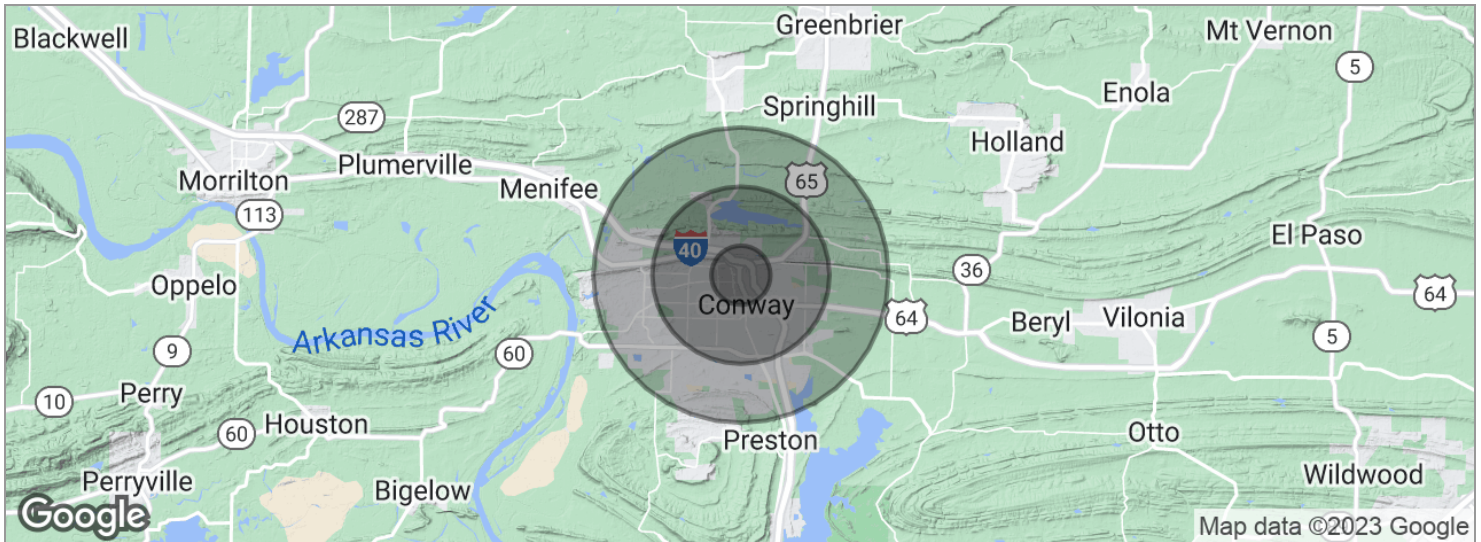 Blackwell
Greenbrier
Mt Vernon
5
Enola
Springhill
287
Holland
Plumerville
Morrilton
Menifee
65
113
El Paso
40
36
Oppelo
64
Conway
64
Beryl
Vilonia
Arkansas River
5
9
60
Perry
10
Houston
60
Preston
Otto
Wildwood
Perryville
Bigelow
Google
Map data ©2023 Google